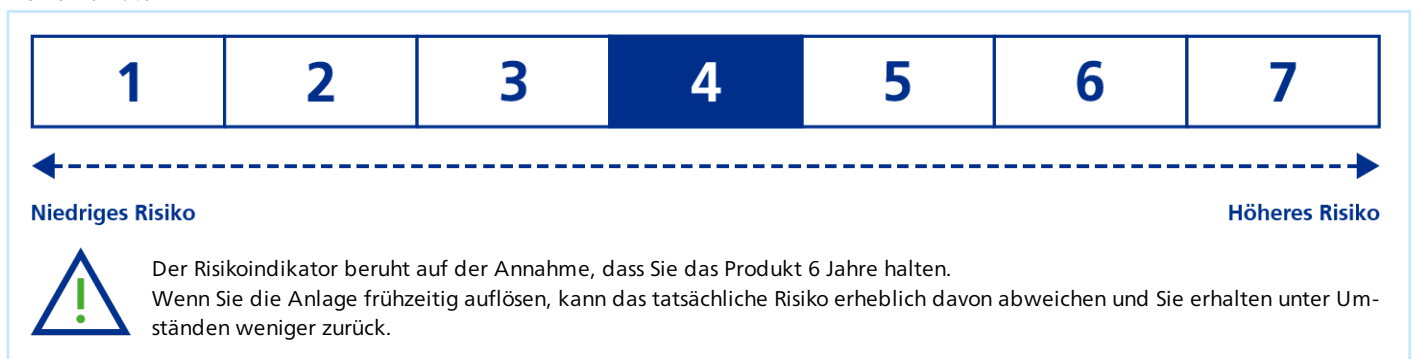 1 2 3 4 5 6 7
Niedriges Risiko Höheres Risiko
Der Risikoindikator beruht auf der Annahme, dass Sie das Produkt 6 Jahre halten.
Wenn Sie die Anlage frühzeitig auflösen, kann das tatsächliche Risiko erheblich davon abweichen und Sie erhalten unter Um-
ständen weniger zurück.